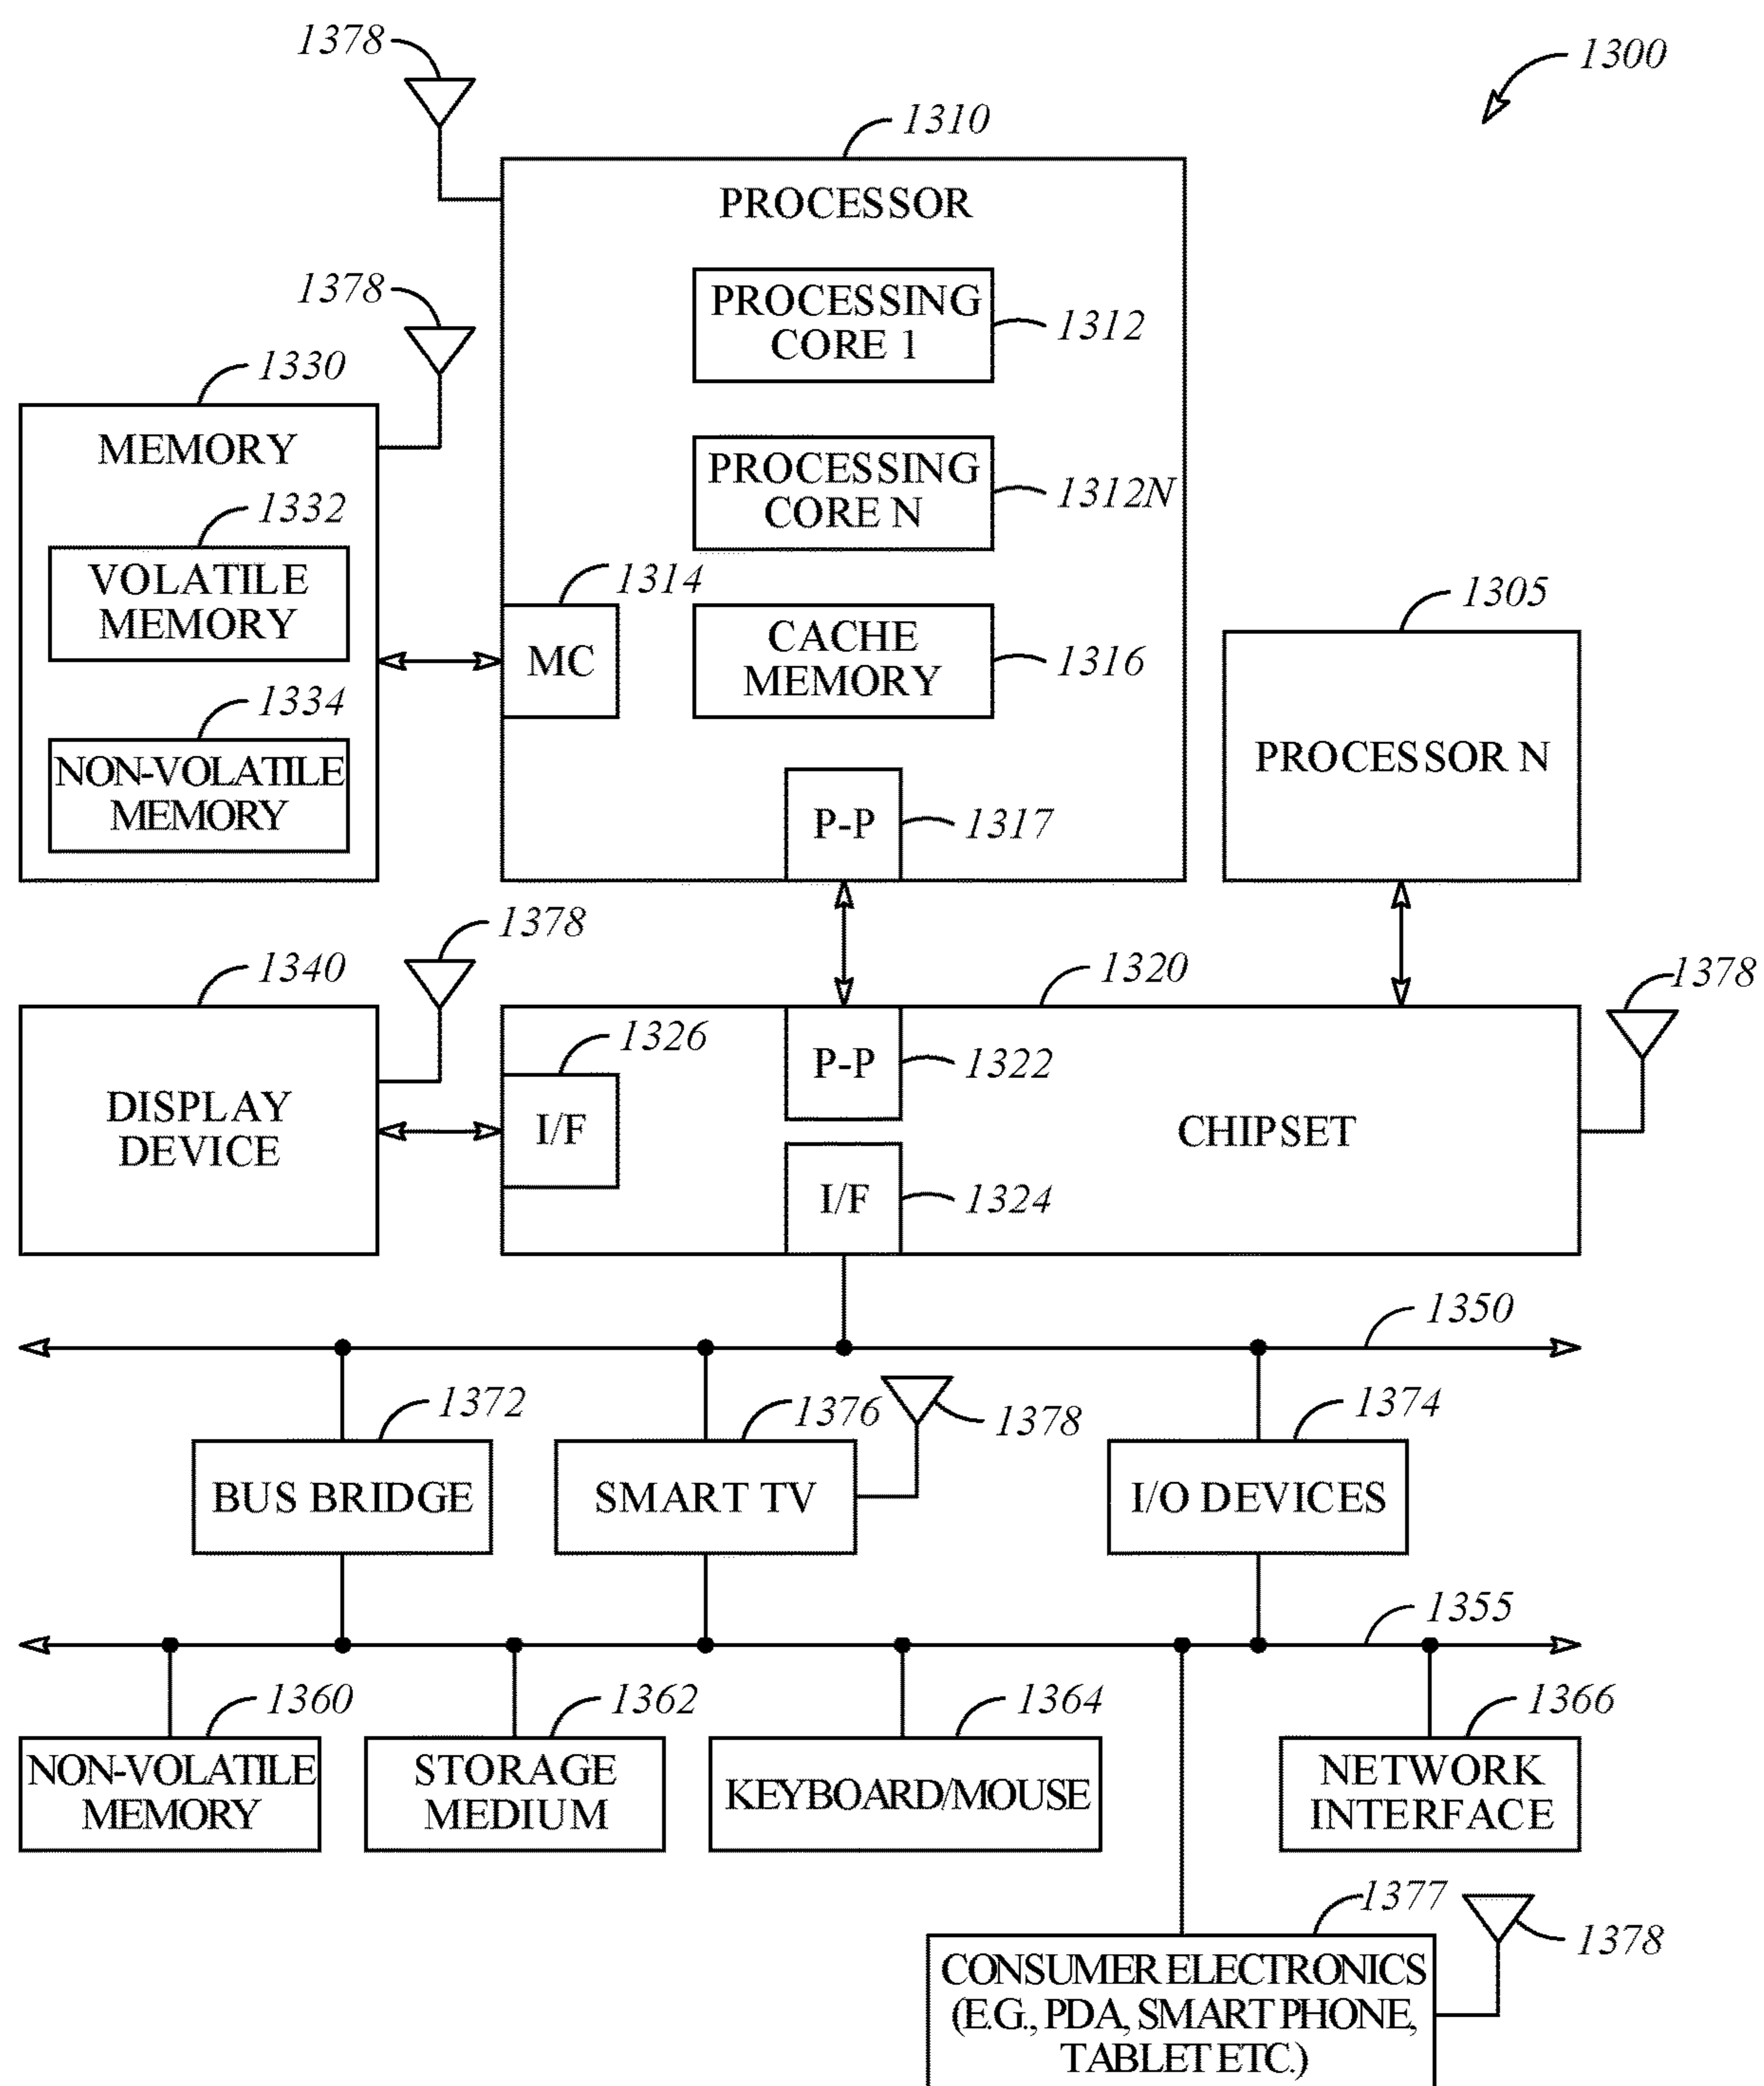 1378
1300
1310
PROCESSOR
PROCESSING
CORE 1
1312
1378
1330
MEMORY
PROCESSING
CORE N
1312N
1332
VOLATILE
MEMORY
1314
MC
CACHE
MEMORY
1316
1305
PROCESSOR N
1334
NON-VOLATILE
MEMORY
P-P
1317
1378
1340
DISPLAY
DEVICE
1320
1378
1326
I/F
P-P
1322
CHIPSET
I/F
1324
1350
1372
BUS BRIDGE
1376
SMART TV
1378
1374
I/O DEVICES
1355
1360
NON-VOLATILE
MEMORY
1362
STORAGE
MEDIUM
1364
KEYBOARD/MOUSE
1366
NETWORK
INTERFACE
1377
CONSUMER ELECTRONICS
(E.G., PDA, SMART PHONE,
TABLET ETC.)
1378